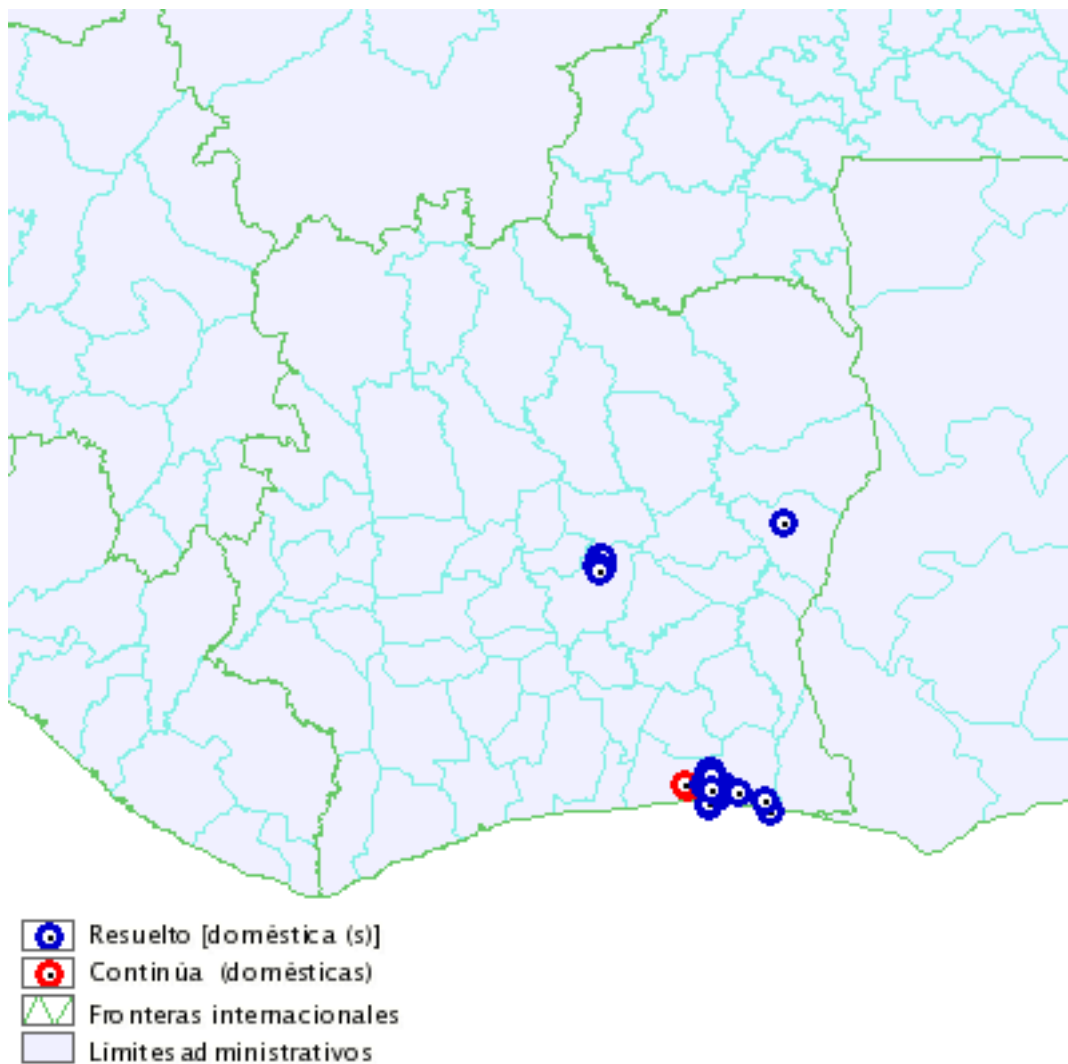 Resuelto [doméstica (s)]
Continúa (domésticas)
Fronteras internacionales
Límites administrativos